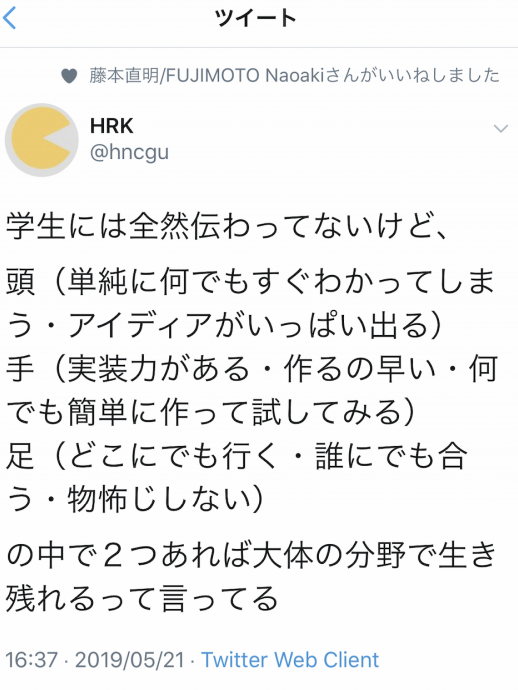 ツイート
藤本直明/FUJIMOTO Naoakiさんがいいねしました
HRK
@hncgu
学生には全然伝わってないけど、
頭（単純に何でもすぐわかってしま
う・アイディアがいっぱい出る）
手（実装力がある・作るの早い・何
でも簡単に作って試してみる）
足（どこにでも行く・誰にでも合
う・物怖じしない）
の中で２つあれば大体の分野で生き
残れるって言ってる
16:37 · 2019/05/21 · Twitter Web Client